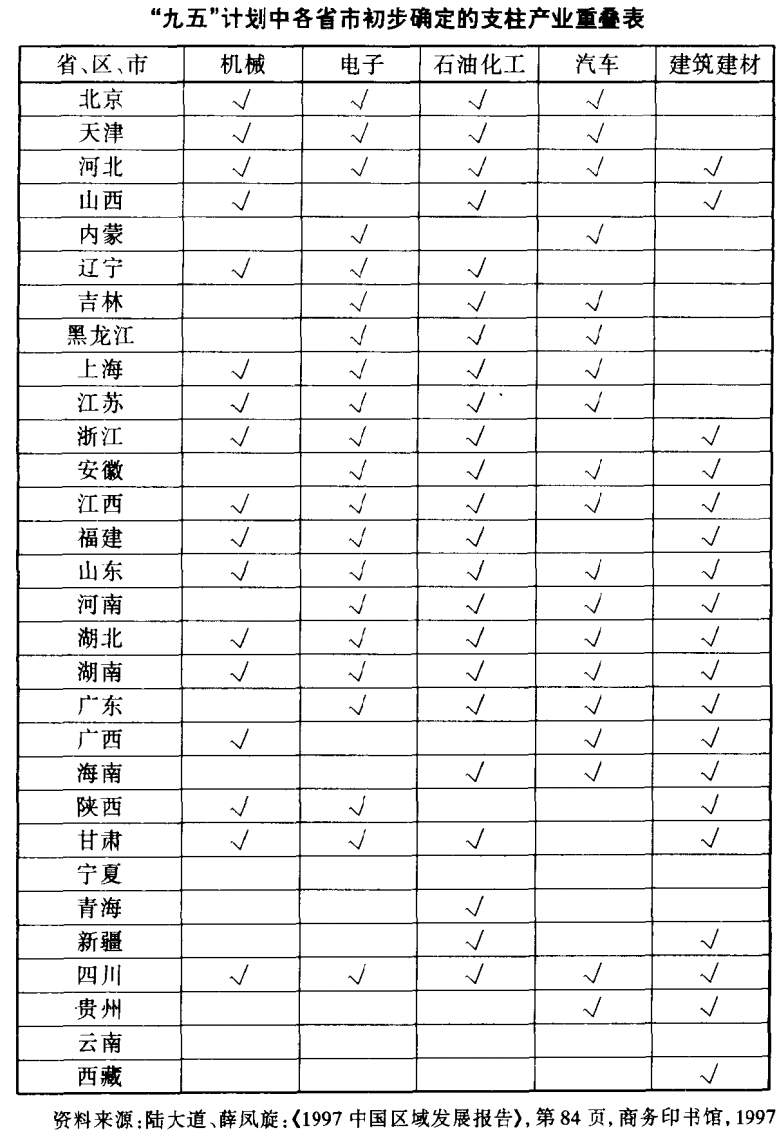 “九五”计划中各省市初步确定的支柱产业重叠表
省、区、市 机械 电子 石油化工 汽车 建筑建材
北京 √ √ √ √
天津 √ √ √ √
河北 √ √ √ √ √
山西 √ √ √
内蒙 √ √
辽宁 √ √ √
吉林 √ √ √
黑龙江 √ √ √
上海 √ √ √ √
江苏 √ √ √ √
浙江 √ √ √ √
安徽 √ √ √ √
江西 √ √ √ √ √
福建 √ √ √ √
山东 √ √ √ √ √
河南 √ √ √ √
湖北 √ √ √ √ √
湖南 √ √ √ √ √
广东 √ √ √ √
广西 √ √ √
海南 √ √ √
陕西 √ √ √
甘肃 √ √ √ √
宁夏
青海 √
新疆 √ √
四川 √ √ √ √ √
贵州 √ √
云南
西藏 √
资料来源:陆大道、薛凤旋:《1997中国区域发展报告》,第84页,商务印书馆,1997